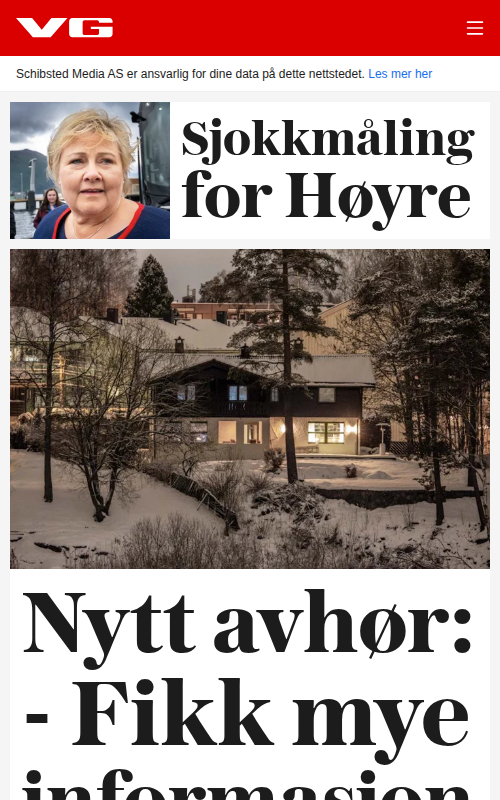 VG
Schibsted Media AS er ansvarlig for dine data på dette nettstedet. Les mer her
Sjokkmåling
for Høyre
Nytt avhør:
- Fikk mye
informasjon